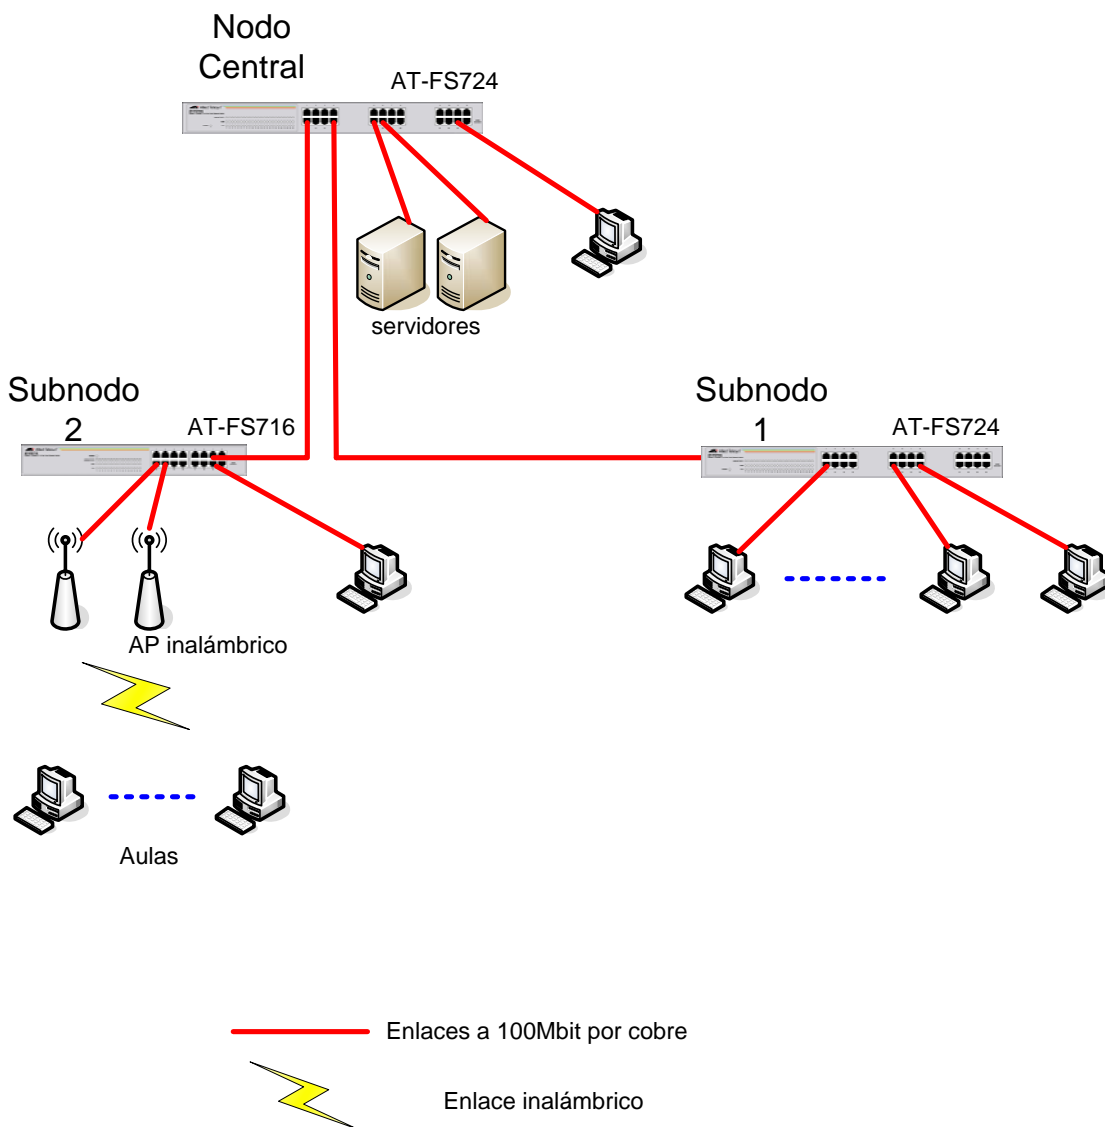 Nodo
Central
AT-FS724
servidores
Subnodo
2
AT-FS716
Subnodo
1
AT-FS724
AP inalámbrico
Aulas
Enlaces a 100Mbit por cobre
Enlace inalámbrico